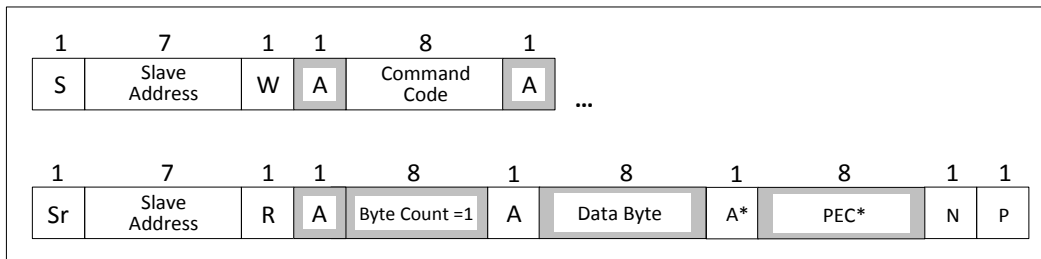 1 7 1 1 8 1
S Slave Address W A Command Code A ...
1 7 1 1 8 1 8 1 8 1 1
Sr Slave Address R A Byte Count =1 A Data Byte A* PEC* N P